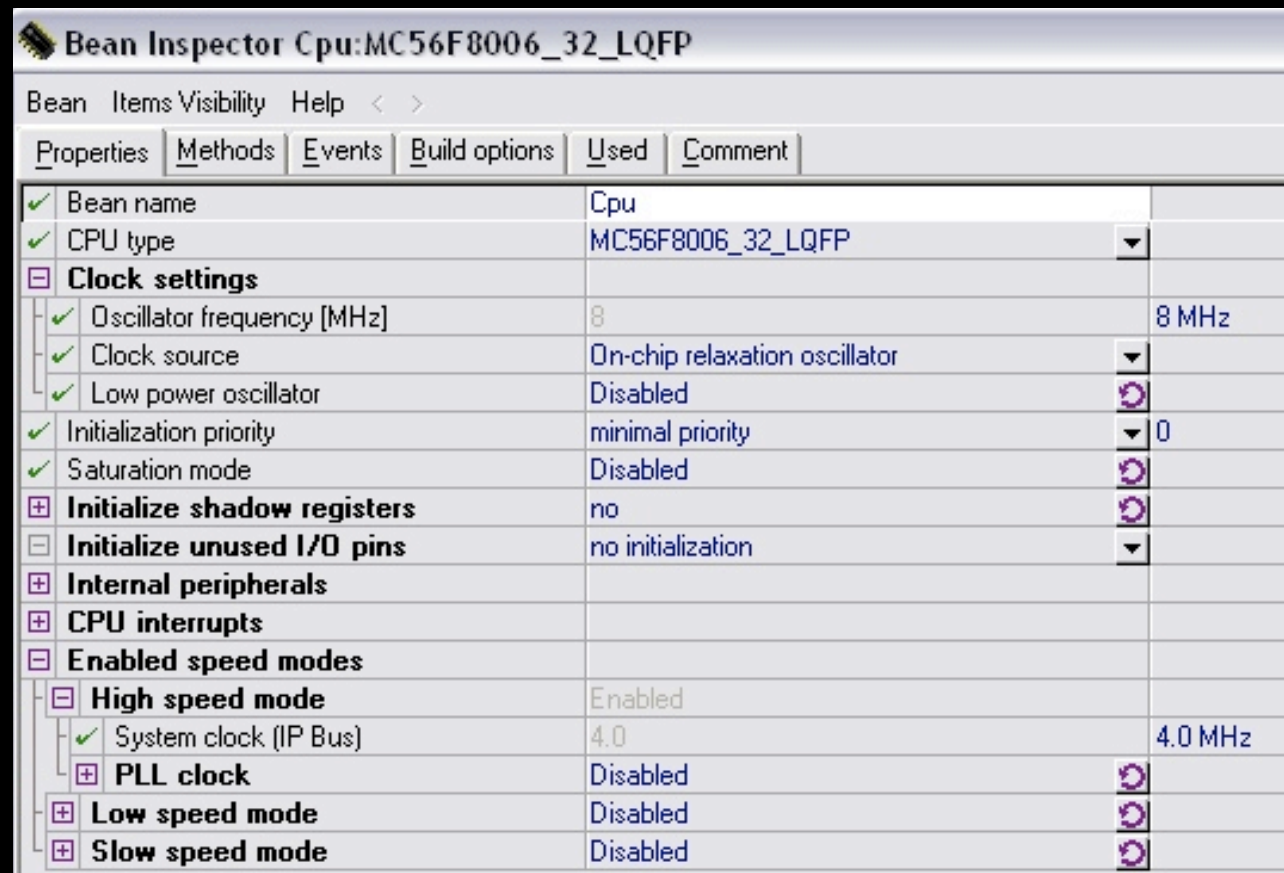 Bean Inspector Cpu:MC56F8006_32_LQFP
Bean Items Visibility Help < >
Properties Methods Events Build options Used Comment
Bean name Cpu
CPU type MC56F8006_32_LQFP
Clock settings
Oscillator frequency [MHz] 8 8 MHz
Clock source On-chip relaxation oscillator
Low power oscillator Disabled
Initialization priority minimal priority 0
Saturation mode Disabled
Initialize shadow registers no
Initialize unused I/O pins no initialization
Internal peripherals
CPU interrupts
Enabled speed modes
High speed mode Enabled
System clock (IP Bus) 4.0 4.0 MHz
PLL clock Disabled
Low speed mode Disabled
Slow speed mode Disabled